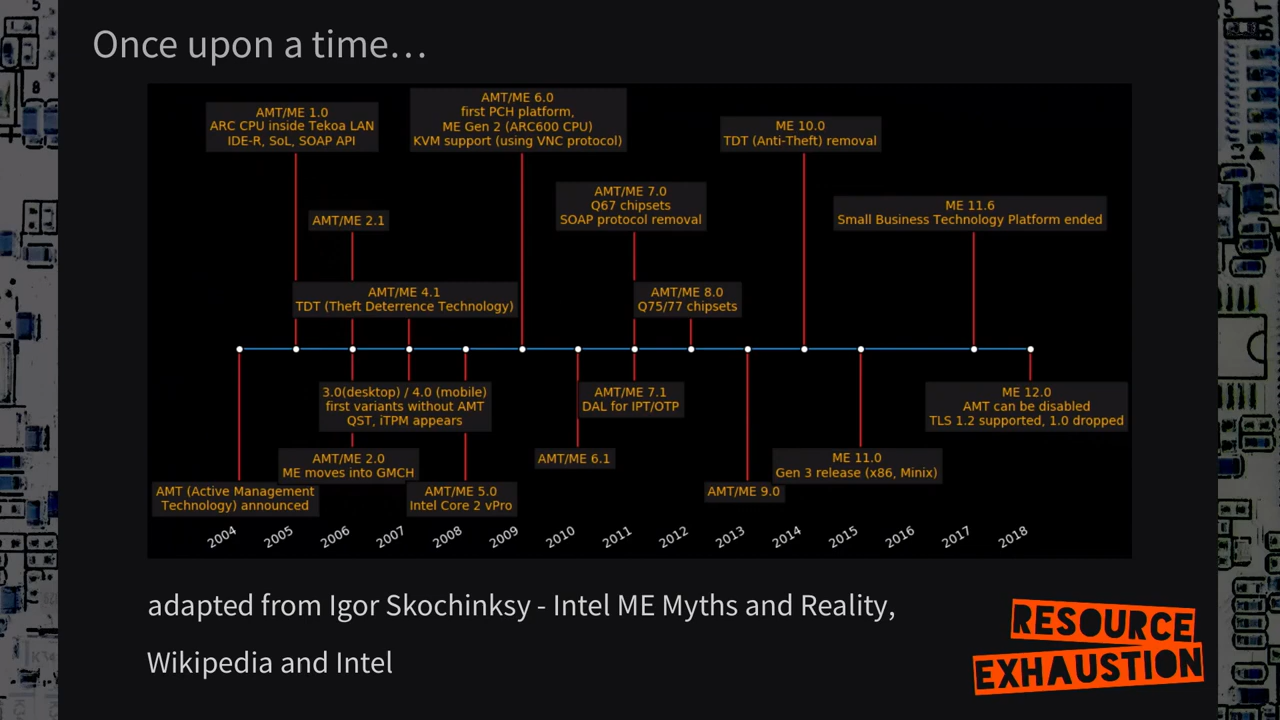 Once upon a time…
AMT/ME 1.0
ARC CPU inside Tekoa LAN
IDE-R, SoL, SOAP API
AMT/ME 6.0
first PCH platform,
ME Gen 2 (ARC600 CPU)
KVM support (using VNC protocol)
ME 10.0
TDT (Anti-Theft) removal
AMT/ME 7.0
Q67 chipsets
SOAP protocol removal
ME 11.6
Small Business Technology Platform ended
AMT/ME 2.1
AMT/ME 4.1
TDT (Theft Deterrence Technology)
AMT/ME 8.0
Q75/77 chipsets
3.0(desktop) / 4.0 (mobile)
first variants without AMT
QST, iTPM appears
AMT/ME 7.1
DAL for IPT/OTP
ME 12.0
AMT can be disabled
TLS 1.2 supported, 1.0 dropped
AMT/ME 2.0
ME moves into GMCH
AMT/ME 6.1
ME 11.0
Gen 3 release (x86, Minix)
AMT (Active Management
Technology) announced
AMT/ME 5.0
Intel Core 2 vPro
AMT/ME 9.0
2004 2005 2006 2007 2008 2009 2010 2011 2012 2013 2014 2015 2016 2017 2018
adapted from Igor Skochinksy - Intel ME Myths and Reality,
Wikipedia and Intel
RESOURCE
EXHAUSTION